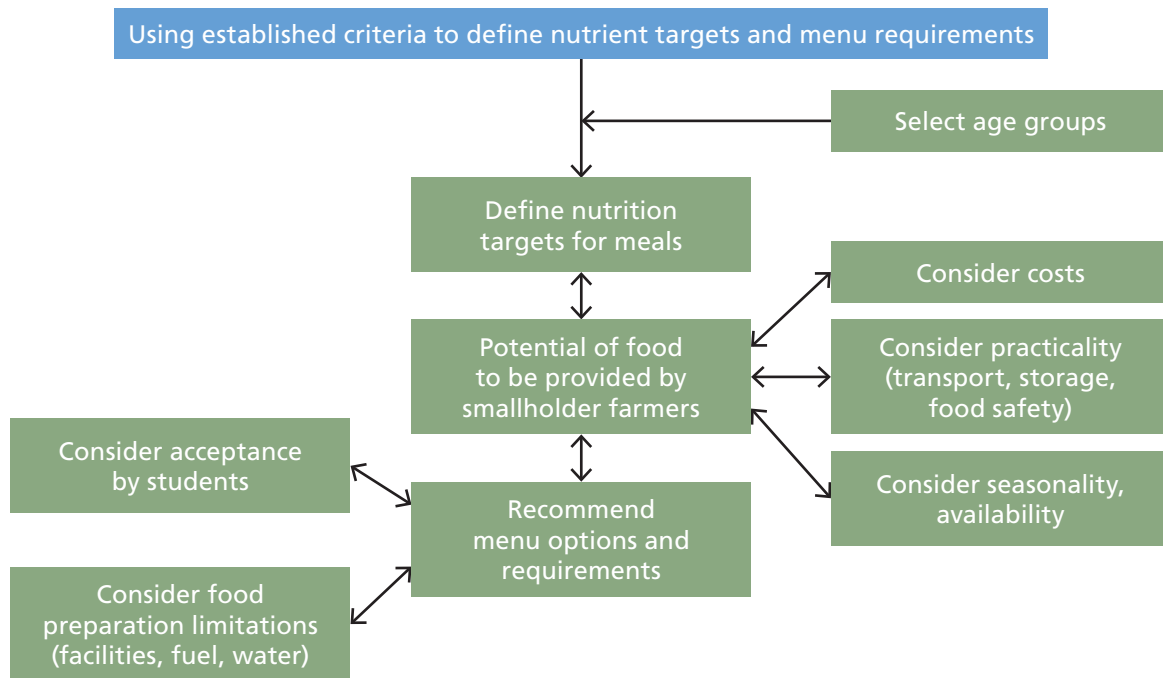 Using established criteria to define nutrient targets and menu requirements
Select age groups
Define nutrition
targets for meals
Consider costs
Potential of food
to be provided by
smallholder farmers
Consider practicality
(transport, storage,
food safety)
Consider acceptance
by students
Consider seasonality,
availability
Recommend
menu options and
requirements
Consider food
preparation limitations
(facilities, fuel, water)